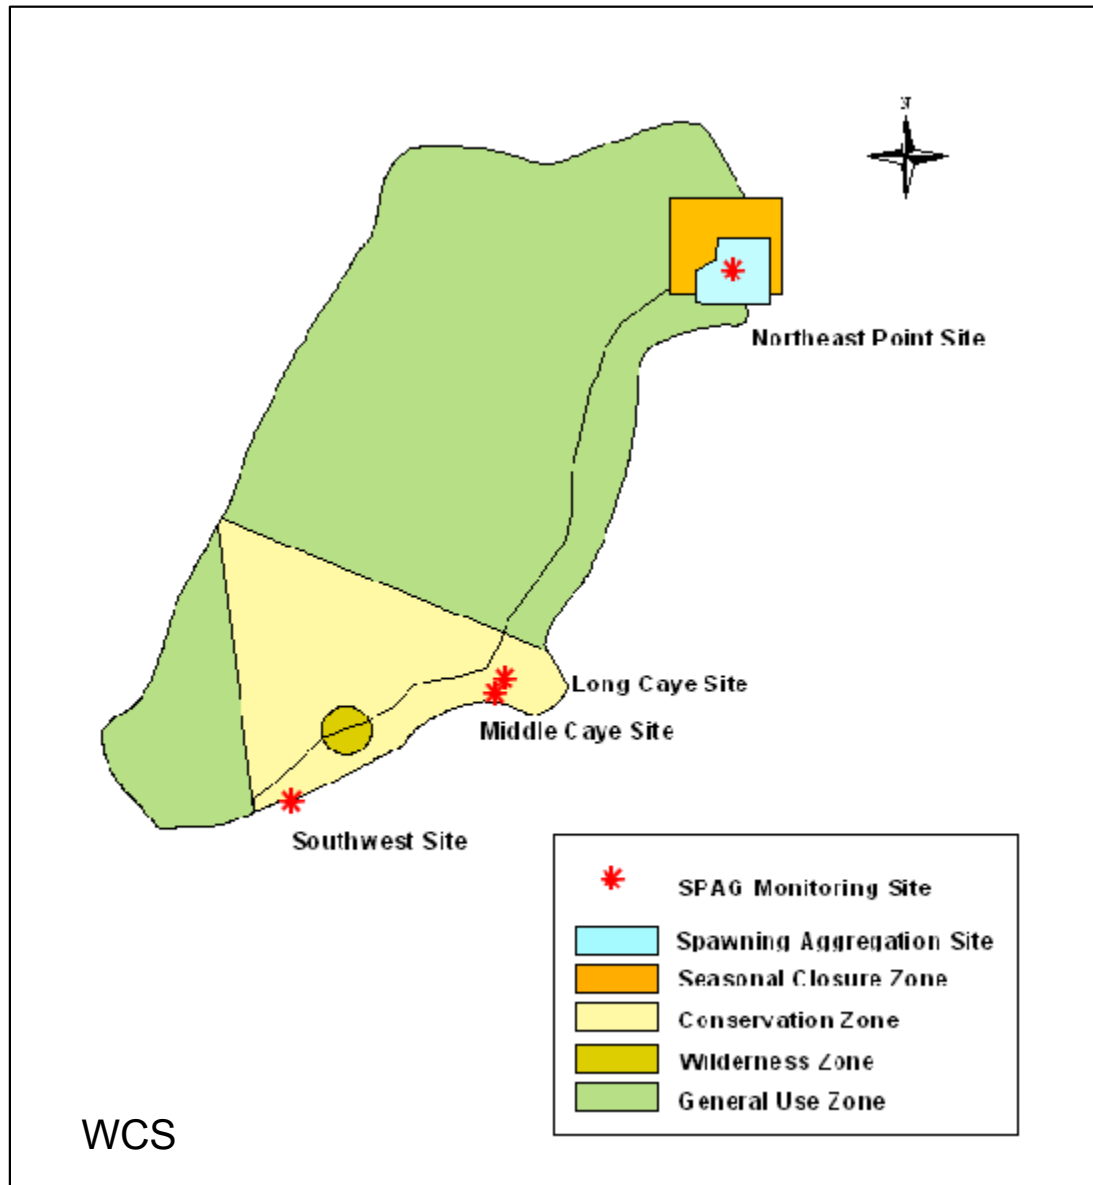 N
Northeast Point Site
Long Caye Site
Middle Caye Site
Southwest Site
SPAG Monitoring Site
Spawning Aggregation Site
Seasonal Closure Zone
Conservation Zone
Wilderness Zone
General Use Zone
WCS